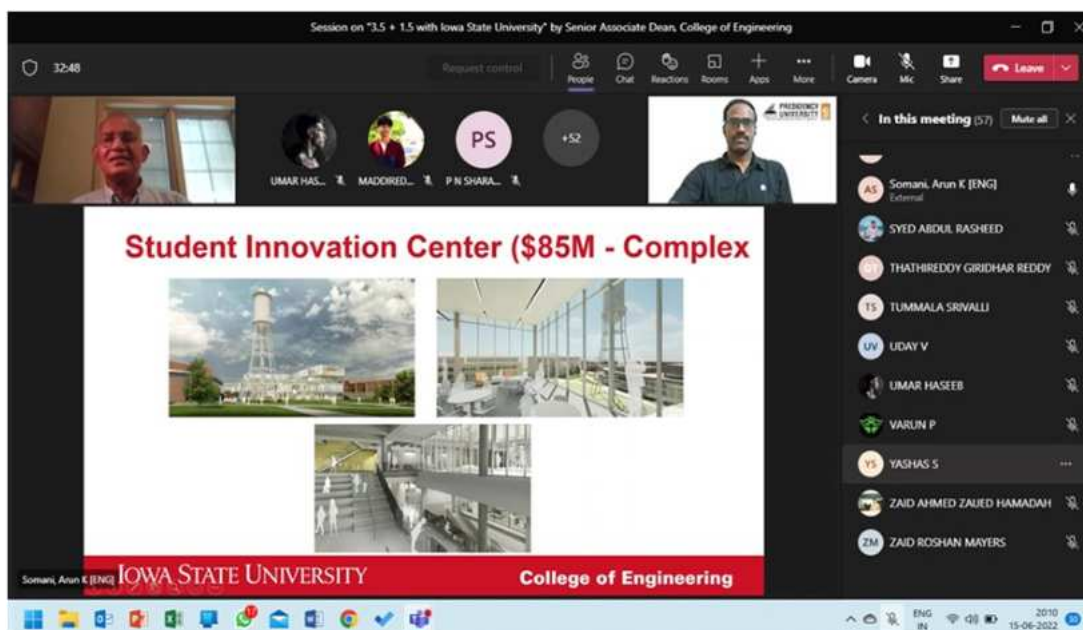 Session on "3.5 + 1.5 with Iowa State University" by Senior Associate Dean, College of Engineering
32:48
Request control
People
Chat
Reactions
Rooms
Apps
More
Camera
Mic
Share
Leave
UMAR HAS...
MADDIRED...
PS
P N SHARA...
+52
PRESIDENCY UNIVERSITY
In this meeting (57)
Mute all
AS
Somani, Arun K [ENG]
External
SYED ABDUL RASHEED
GT
THATHIREDDY GIRIDHAR REDDY
TS
TUMMALA SRIVALLI
UV
UDAY V
UMAR HASEEB
VARUN P
YS
YASHAS S
ZAID AHMED ZAUED HAMADAH
ZM
ZAID ROSHAN MAYERS
Student Innovation Center ($85M - Complex
Somani, Arun K [ENG]
IOWA STATE UNIVERSITY
College of Engineering
17
ENG
IN
2010
15-06-2022